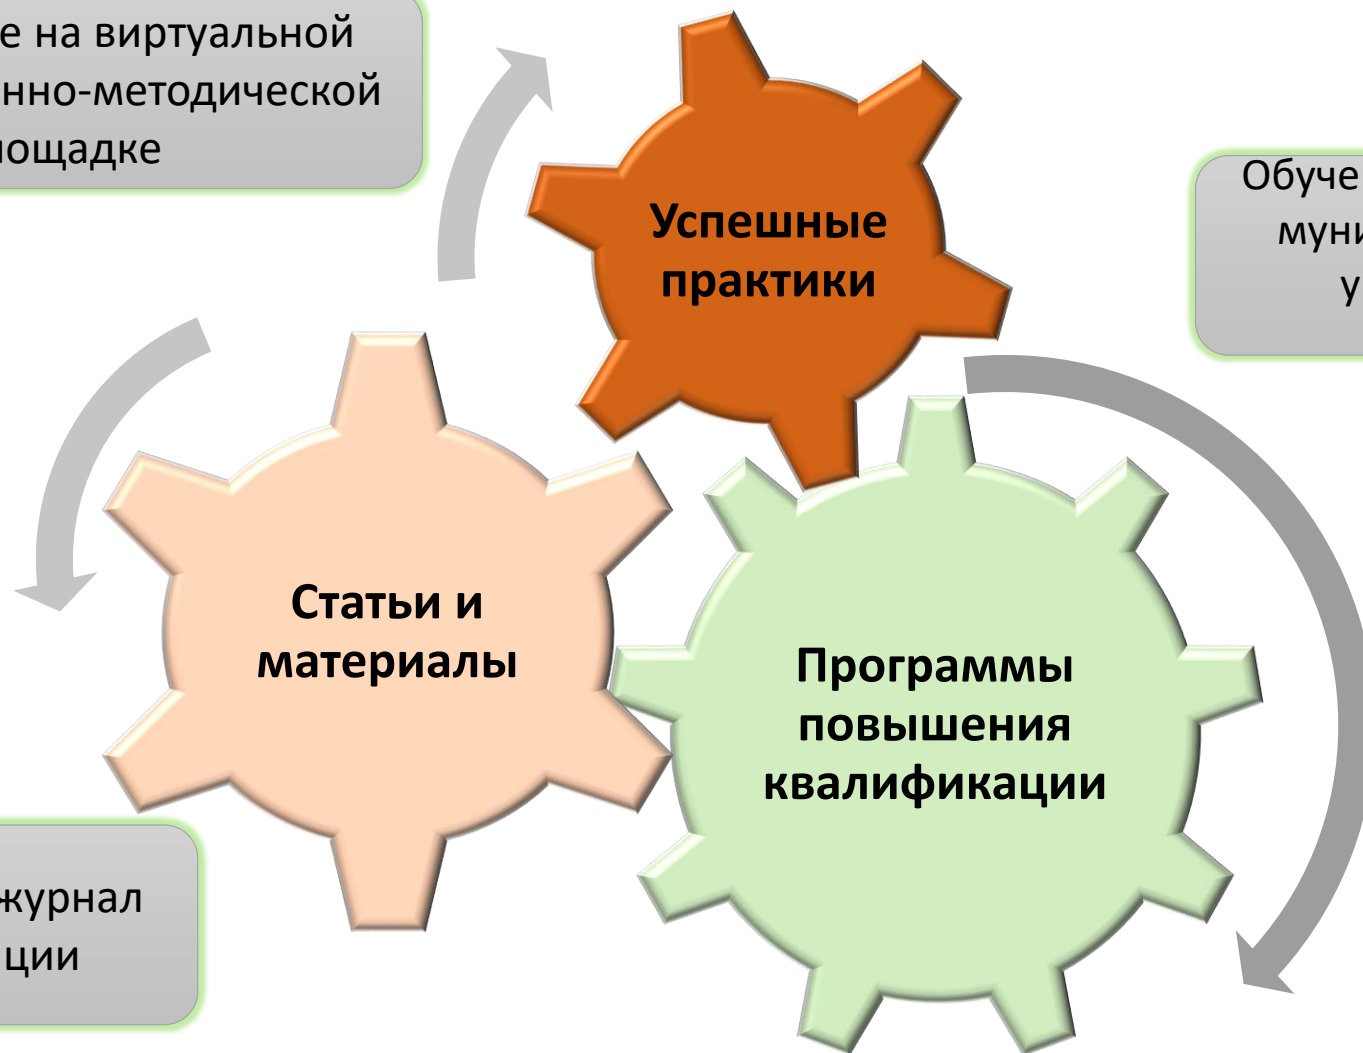 е на виртуальной
нно-методической
ощадке
Успешные
практики
Обуче
муни
у
Статьи и
материалы
Программы
повышения
квалификации
журнал
ции